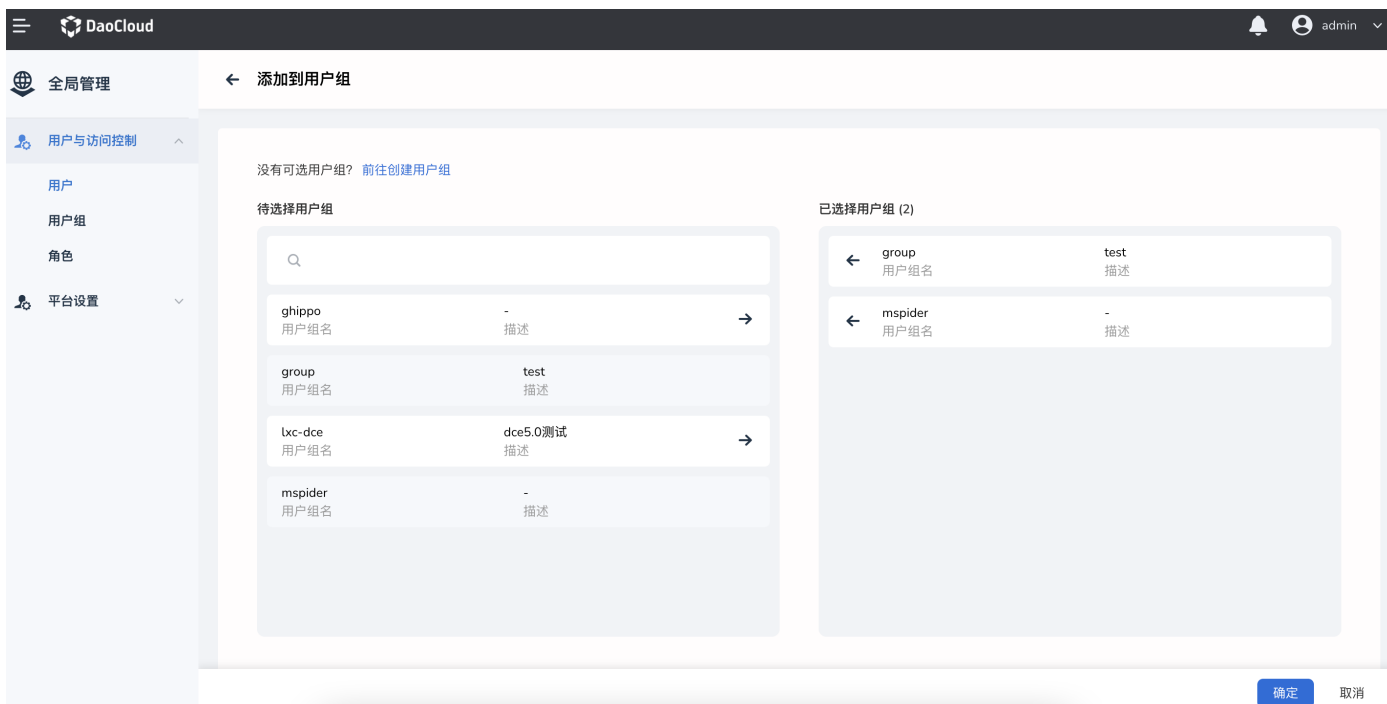 DaoCloud
admin
全局管理
添加到用户组
用户与访问控制
用户
用户组
角色
平台设置
没有可选用户组? 前往创建用户组
待选择用户组
ghippo -
用户组名 描述
group test
用户组名 描述
lxc-dce dce5.0测试
用户组名 描述
mspider -
用户组名 描述
已选择用户组 (2)
group test
用户组名 描述
mspider -
用户组名 描述
确定 取消